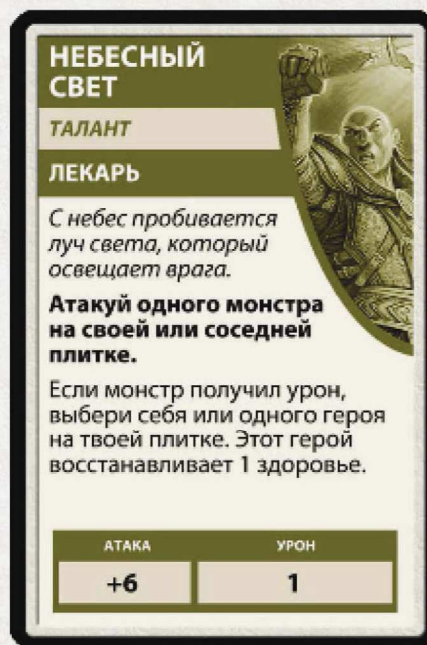 НЕБЕСНЫЙ
СВЕТ
ТАЛАНТ
ЛЕКАРЬ
С небес пробивается
луч света, который
освещает врага.
Атакуй одного монстра
на своей или соседней
плитке.
Если монстр получил урон,
выбери себя или одного героя
на твоей плитке. Этот герой
восстанавливает 1 здоровье.
АТАКА УРОН
+6 1